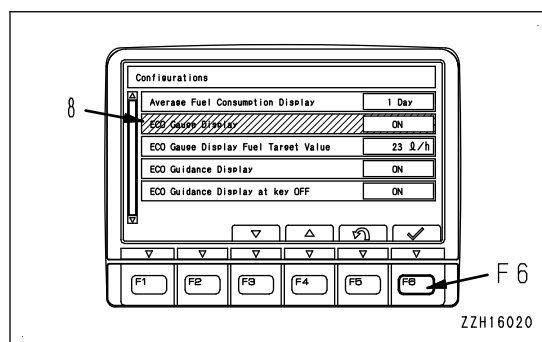 Configurations
8
Average Fuel Consumption Display 1 Day
ECO Gauge Display ON
ECO Gauge Display Fuel Target Value 23 ℓ/h
ECO Guidance Display ON
ECO Guidance Display at key OFF ON
F1 F2 F3 F4 F5 F6
F6
ZZH16020